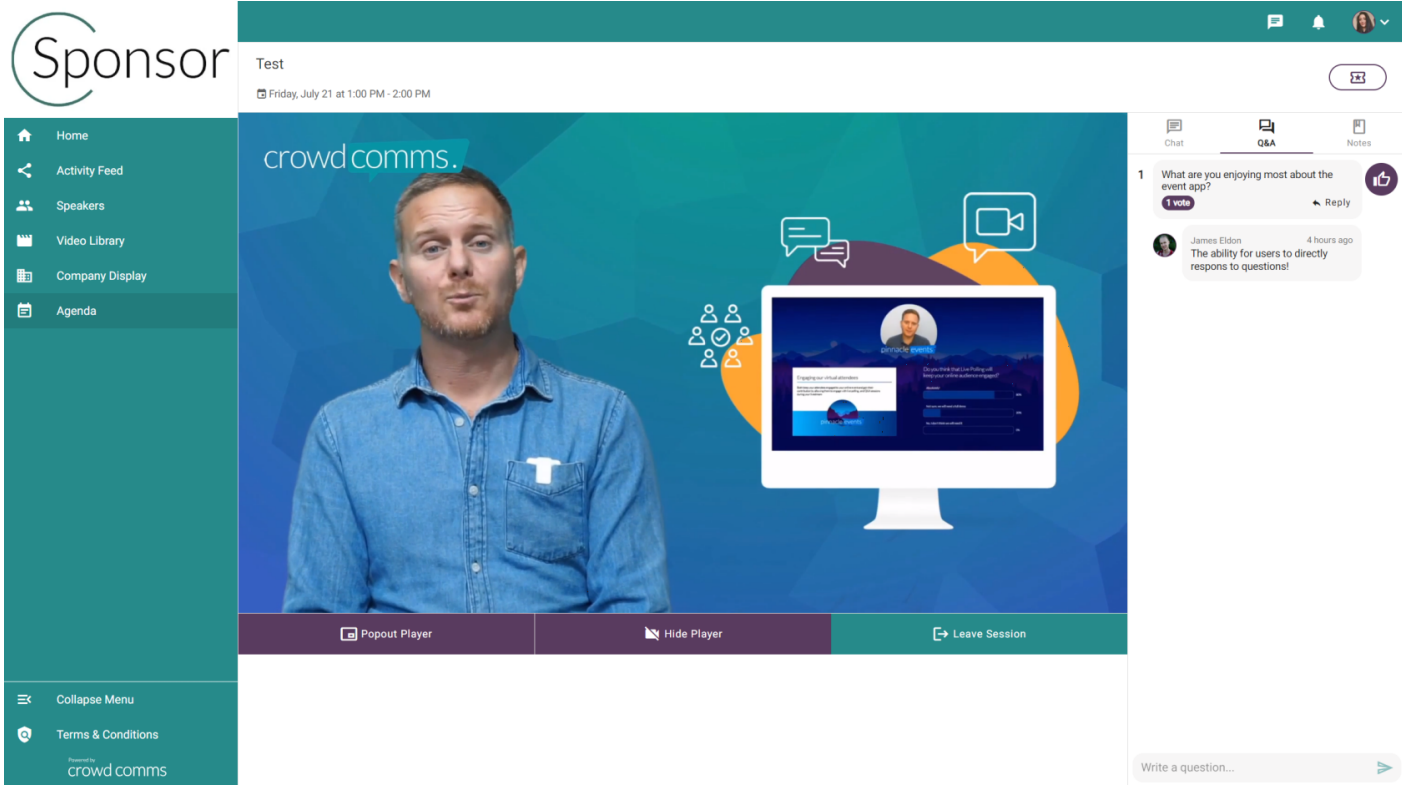 Sponsor
Test
Friday, July 21 at 1:00 PM - 2:00 PM
Home
Activity Feed
Speakers
Video Library
Company Display
Agenda
Collapse Menu
Terms & Conditions
Powered by
crowd comms
crowd comms.
pinnacle events
Engaging our virtual attendees
pinnacle events
Do you think that Live Polling will
keep your online audience engaged?
Popout Player
Hide Player
Leave Session
Chat
Q&A
Notes
1
What are you enjoying most about the
event app?
1 vote
Reply
James Eldon
4 hours ago
The ability for users to directly
respons to questions!
Write a question...